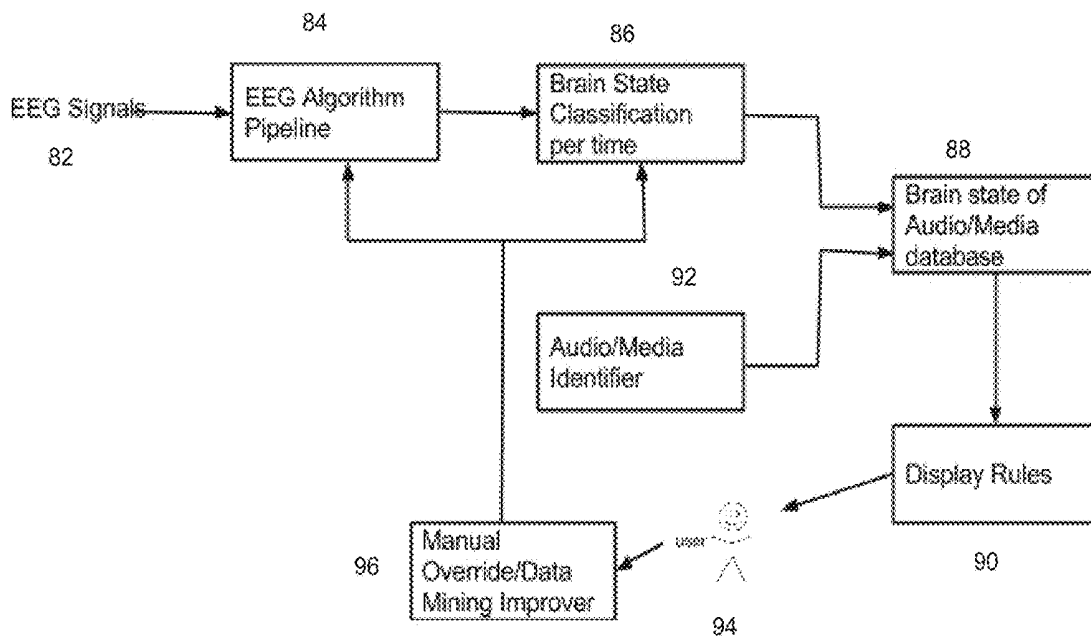 84
86
EEG Signals
EEG Algorithm
Pipeline
Brain State
Classification
per time
82
88
Brain state of
Audio/Media
database
92
Audio/Media
Identifier
Display Rules
user
96
Manual
Override/Data
Mining Improver
90
94